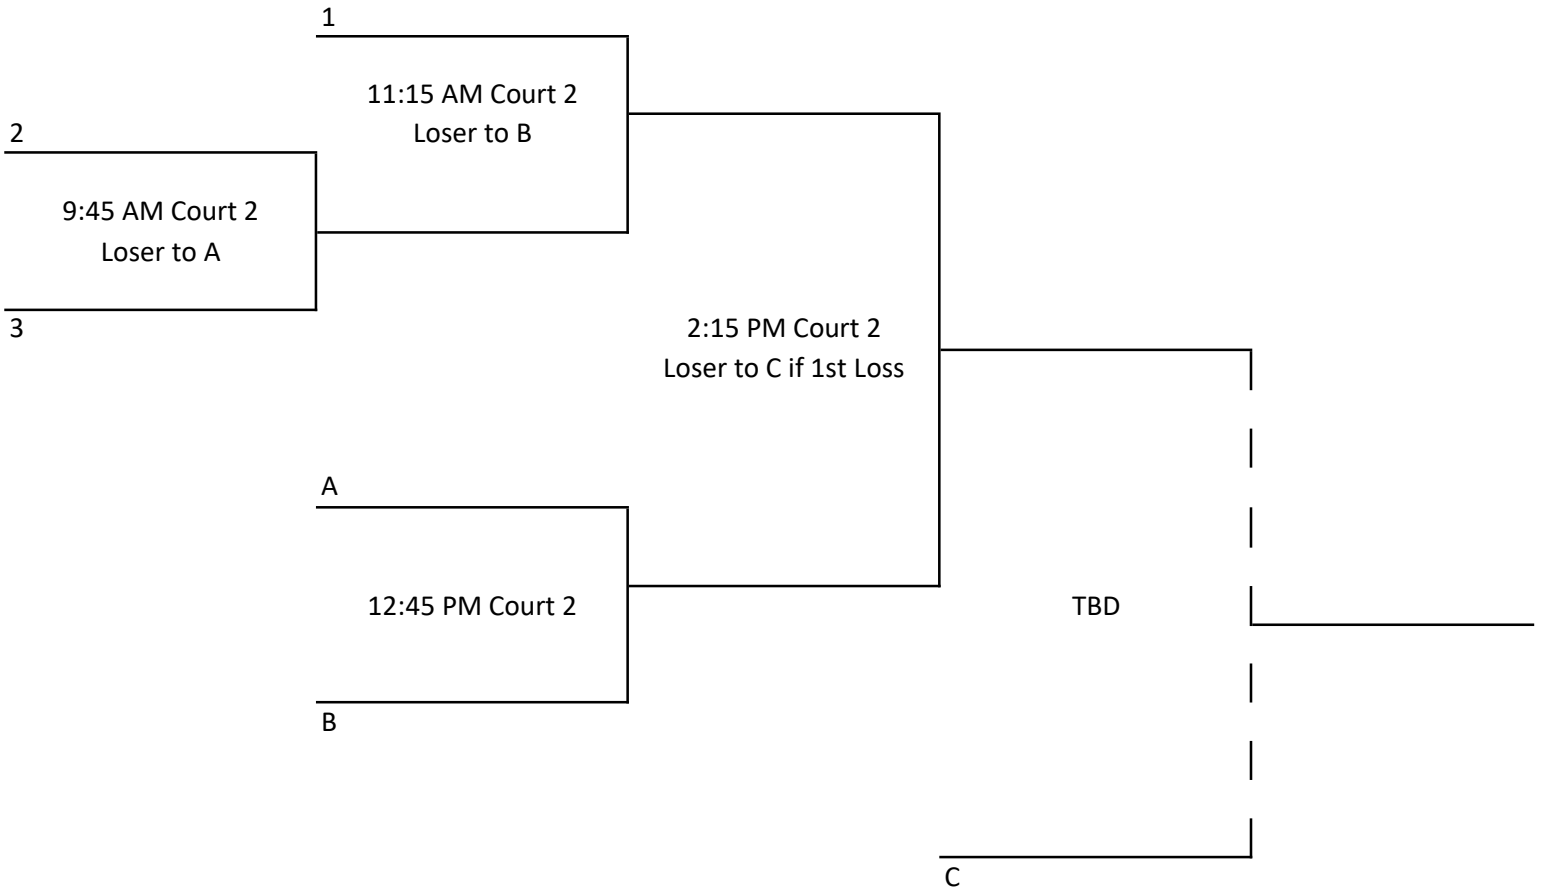 1
11:15 AM Court 2
Loser to B
2
9:45 AM Court 2
Loser to A
3
2:15 PM Court 2
Loser to C if 1st Loss
A
12:45 PM Court 2
TBD
B
C